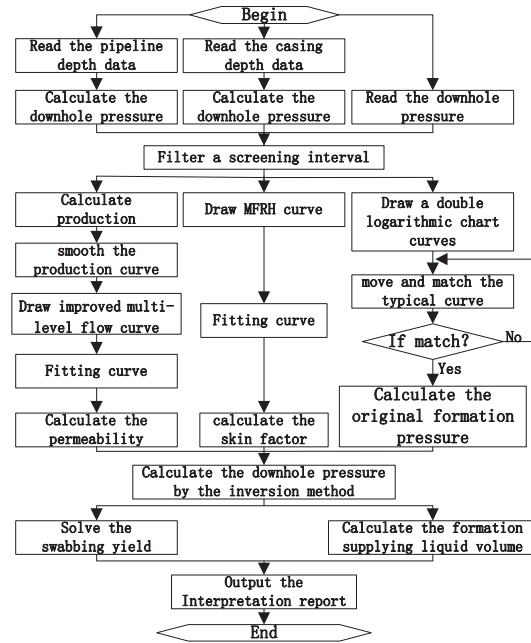 Begin
Read the pipeline
depth data
Read the casing
depth data
Calculate the
downhole pressure
Calculate the
downhole pressure
Read the downhole
pressure
Filter a screening interval
Calculate
production
Draw MFRH curve
Draw a double
logarithmic chart
curves
smooth the
production curve
move and match the
typical curve
Draw improved multi-
level flow curve
Fitting curve
If match?
No
Yes
Fitting curve
Calculate the
original formation
pressure
Calculate the
permeability
calculate the
skin factor
Calculate the downhole pressure
by the inversion method
Solve the
swabbing yield
Calculate the formation
supplying liquid volume
Output the
Interpretation report
End